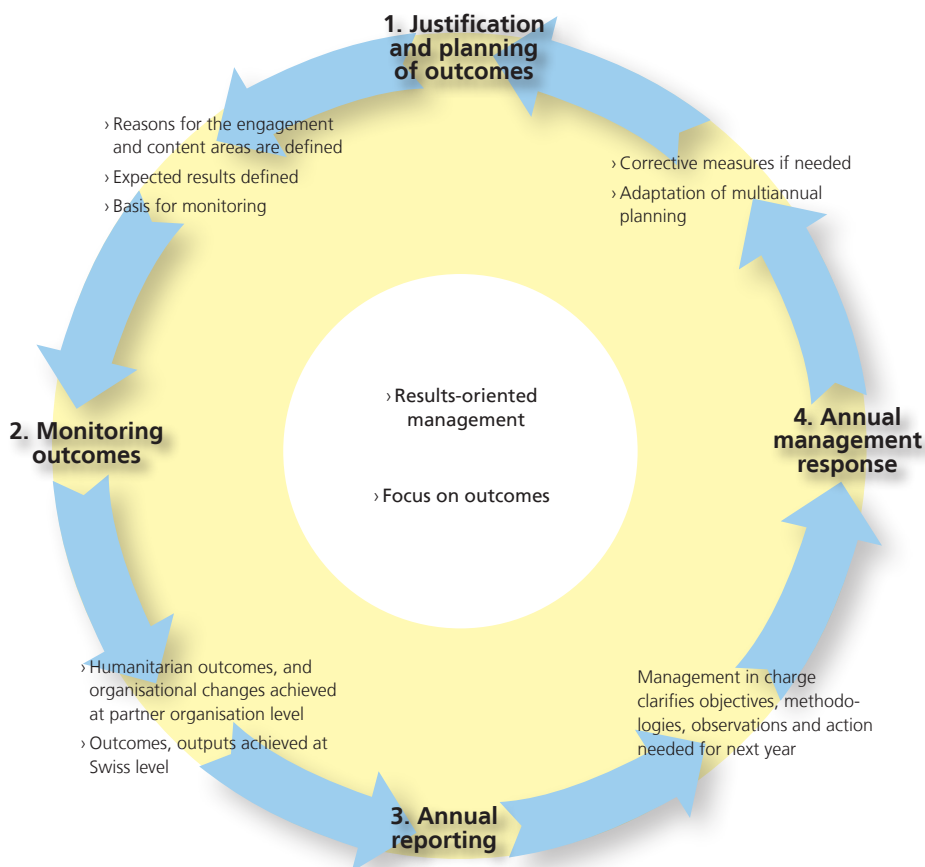 1. Justification
and planning
of outcomes
› Reasons for the engagement
and content areas are defined
› Expected results defined
› Basis for monitoring
› Corrective measures if needed
› Adaptation of multiannual
planning
› Results-oriented
management
› Focus on outcomes
2. Monitoring
outcomes
4. Annual
management
response
› Humanitarian outcomes, and
organisational changes achieved
at partner organisation level
› Outcomes, outputs achieved at
Swiss level
Management in charge
clarifies objectives, methodo-
logies, observations and action
needed for next year
3. Annual
reporting